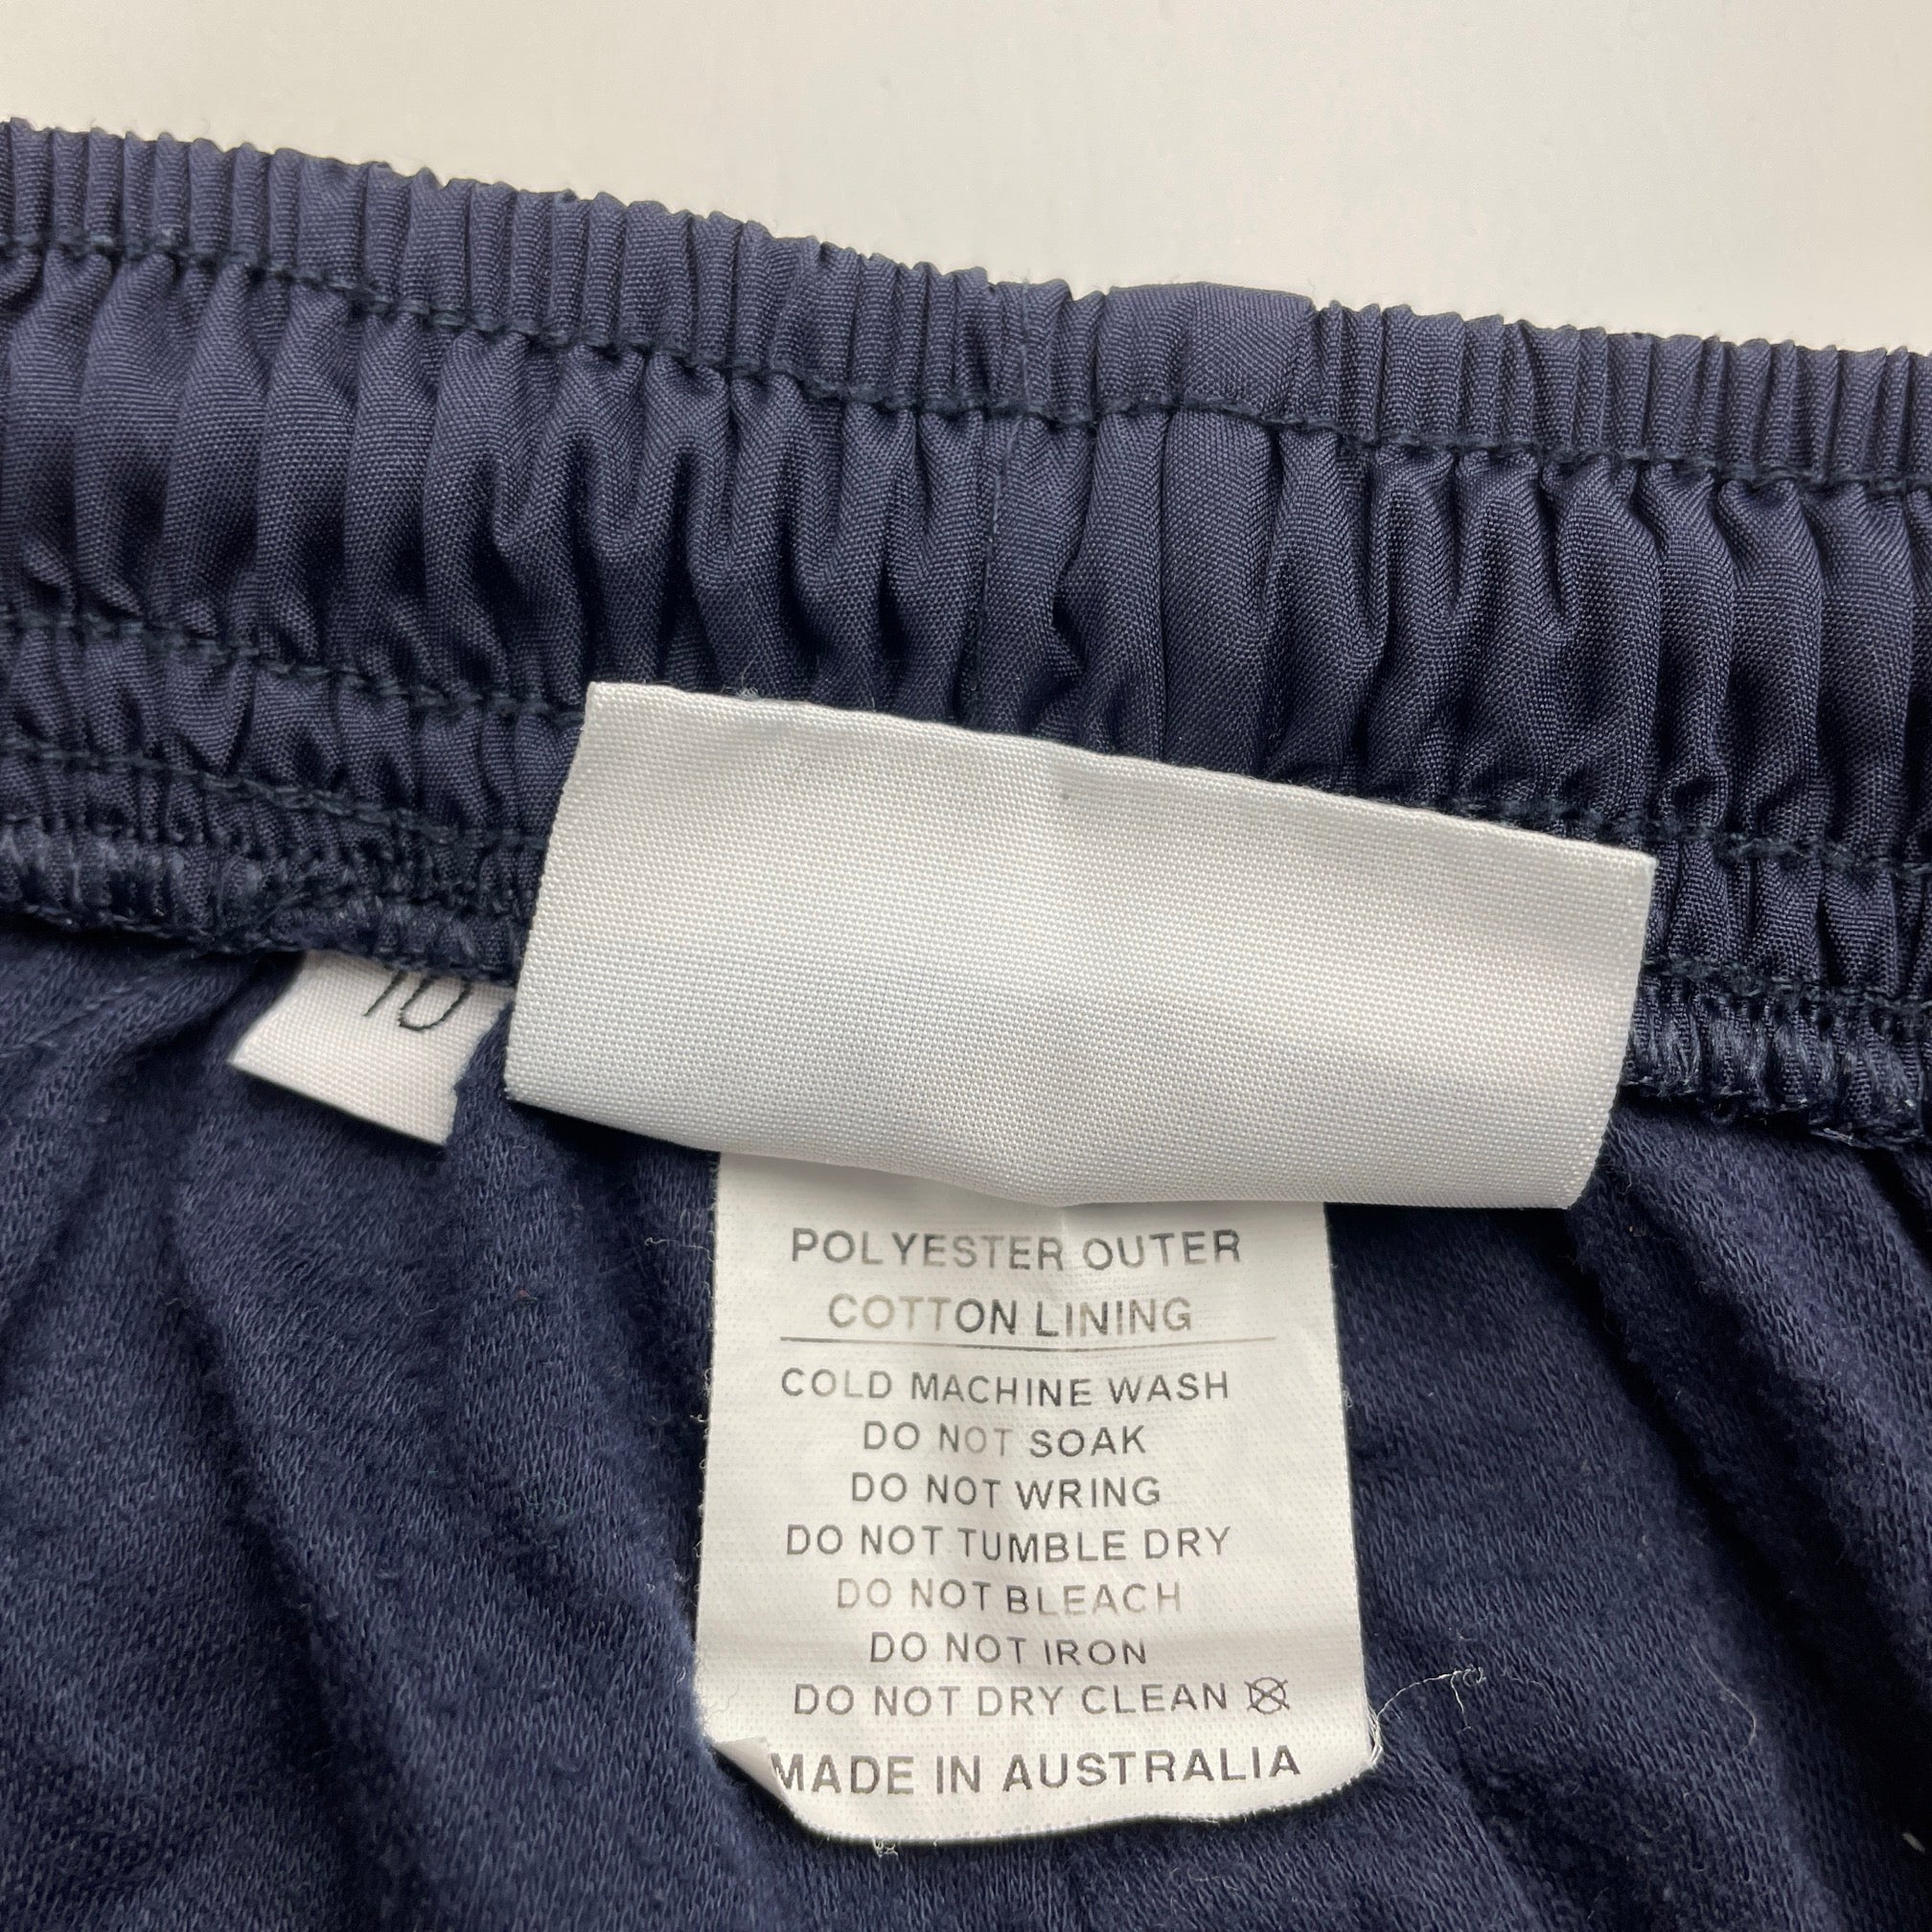 10
POLYESTER OUTER
COTTON LINING
COLD MACHINE WASH
DO NOT SOAK
DO NOT WRING
DO NOT TUMBLE DRY
DO NOT BLEACH
DO NOT IRON
DO NOT DRY CLEAN
MADE IN AUSTRALIA